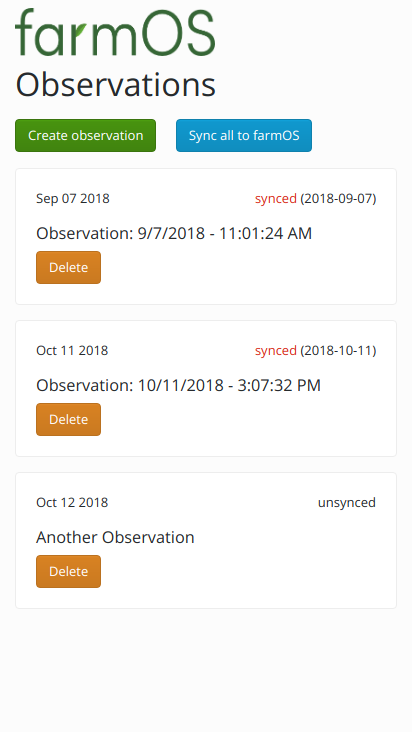 farmOS
Observations
Create observation Sync all to farmOS
Sep 07 2018 synced (2018-09-07)
Observation: 9/7/2018 - 11:01:24 AM
Delete
Oct 11 2018 synced (2018-10-11)
Observation: 10/11/2018 - 3:07:32 PM
Delete
Oct 12 2018 unsynced
Another Observation
Delete